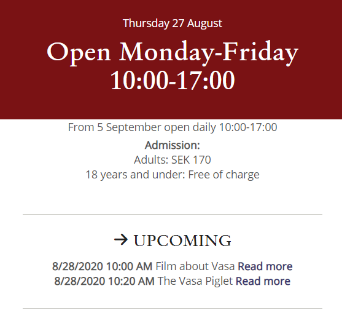 Thursday 27 August
Open Monday-Friday
10:00-17:00
From 5 September open daily 10:00-17:00
Admission:
Adults: SEK 170
18 years and under: Free of charge
→ UPCOMING
8/28/2020 10:00 AM Film about Vasa Read more
8/28/2020 10:20 AM The Vasa Piglet Read more